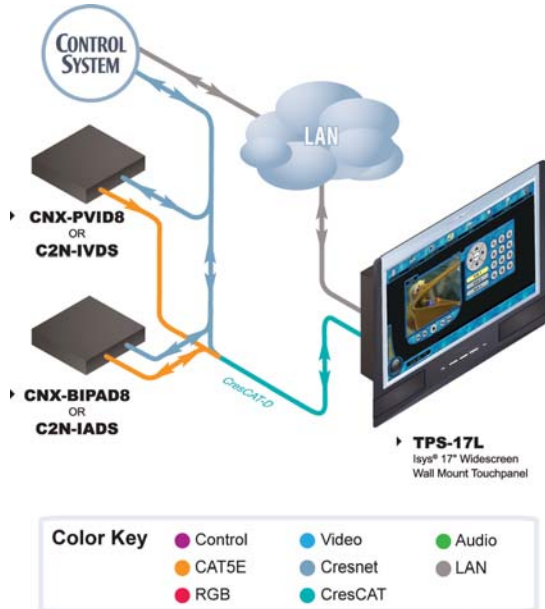 CONTROL
SYSTEM
LAN
CNX-PVID8
OR
C2N-IVDS
CNX-BIPAD8
OR
C2N-IADS
CresCAT-D
TPS-17L
Isys® 17" Widescreen
Wall Mount Touchpanel
Color Key
Control
Video
Audio
CAT5E
Cresnet
LAN
RGB
CresCAT